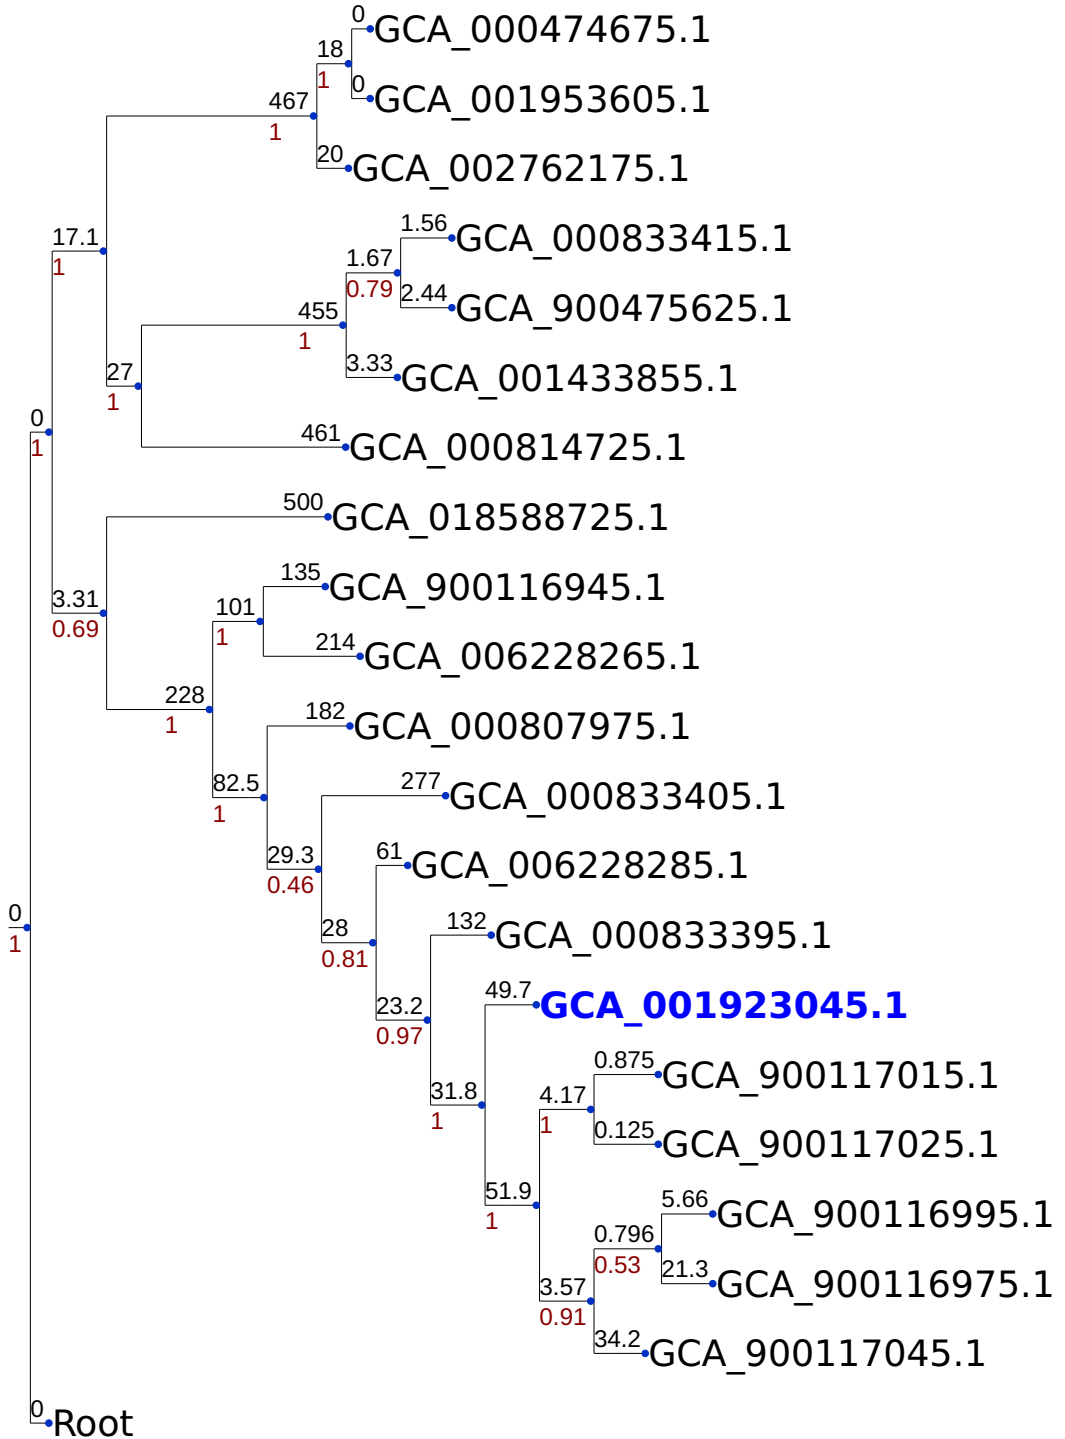 0
GCA_000474675.1
18
1
0
GCA_001953605.1
467
1
20
GCA_002762175.1
17.1
1
1.56
GCA_000833415.1
1.67
0.79
2.44
GCA_900475625.1
455
1
3.33
GCA_001433855.1
27
1
461
GCA_000814725.1
0
1
500
GCA_018588725.1
135
GCA_900116945.1
3.31
0.69
101
1
214
GCA_006228265.1
228
1
182
GCA_000807975.1
82.5
1
277
GCA_000833405.1
29.3
0.46
61
GCA_006228285.1
0
1
28
0.81
132
GCA_000833395.1
23.2
0.97
49.7
GCA_001923045.1
31.8
1
0.875
GCA_900117015.1
4.17
1
0.125
GCA_900117025.1
51.9
1
5.66
GCA_900116995.1
0.796
0.53
21.3
GCA_900116975.1
3.57
0.91
34.2
GCA_900117045.1
0
Root